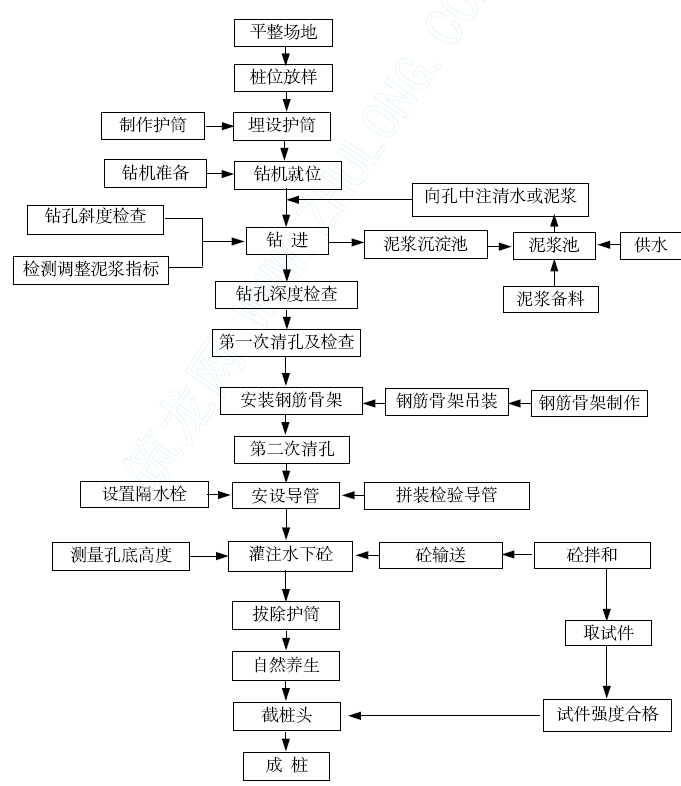 平整场地
桩位放样
制作护筒
埋设护筒
钻机准备
钻机就位
向孔中注清水或泥浆
钻孔斜度检查
钻 进
泥浆沉淀池
泥浆池
供水
检测调整泥浆指标
钻孔深度检查
泥浆备料
第一次清孔及检查
安装钢筋骨架
钢筋骨架吊装
钢筋骨架制作
第二次清孔
设置隔水栓
安设导管
拼装检验导管
测量孔底高度
灌注水下砼
砼输送
砼拌和
拔除护筒
取试件
自然养生
截桩头
试件强度合格
成 桩
筑龙网 WWW.ZHULONG.COM